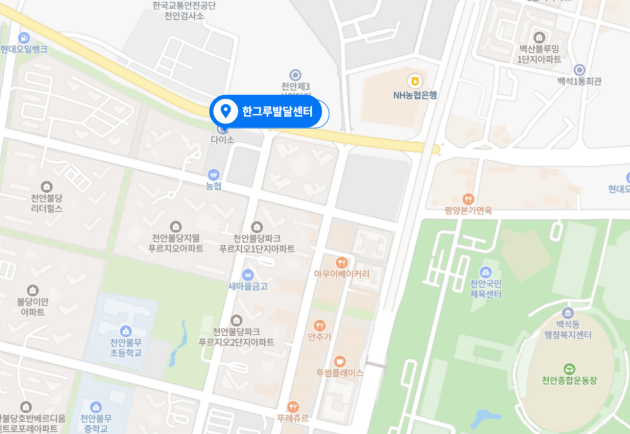 한국교통안전공단
천안검사소
현대오일뱅크
벽산블루밍
1단지아파트
백석1통회관
천안제3
NH농협은행
한그루발달센터
다이소
농협
현대오
천안불당
리더힐스
평양본가면옥
천안불당지웰
푸르지오아파트
천안불당파크
푸르지오1단지아파트
아우어베이커리
새마을금고
천안국민
체육센터
불당이안
아파트
천안불무
초등학교
천안불당파크
푸르지오2단지아파트
안주가
백석동
행정복지센터
투썸플레이스
천안종합운동장
안불당호반베르디움
센트로포레아파트
천안불무
중학교
뚜레쥬르